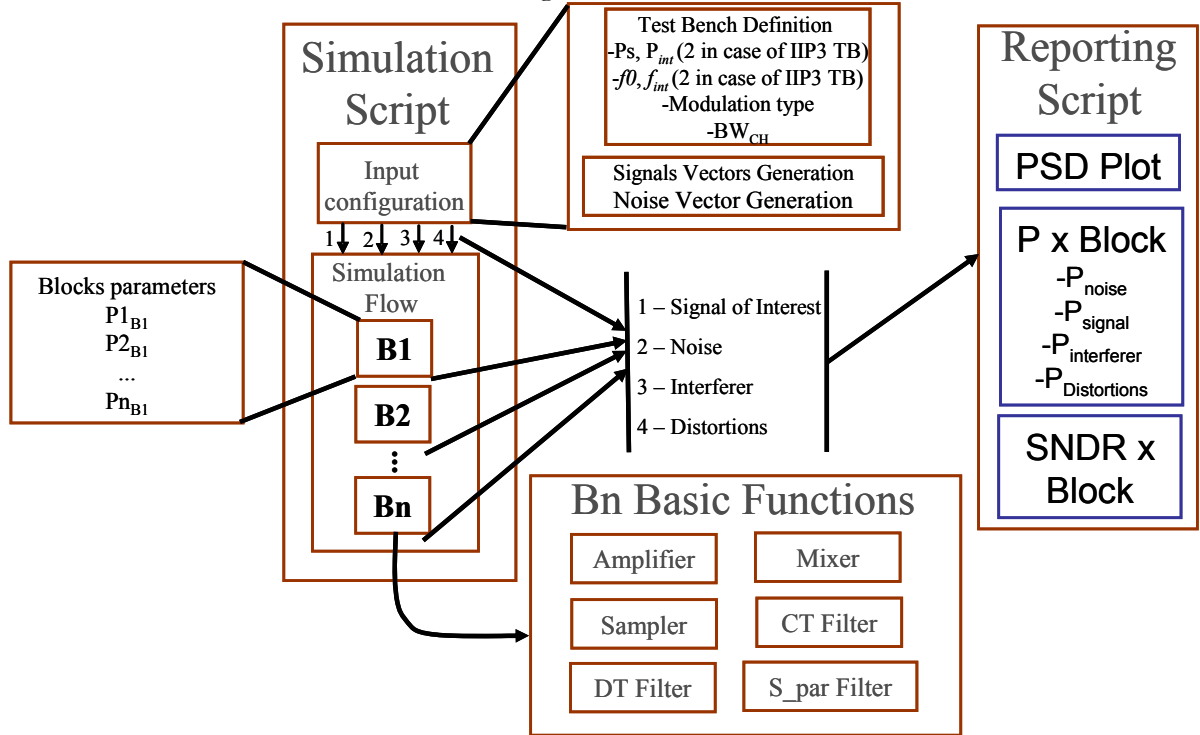 Simulation
Script
Input
configuration
1 2 3 4
Simulation
Flow
B1
B2
...
Bn
Blocks parameters
P1B1
P2B1
...
PnB1
Test Bench Definition
-Ps, Pint (2 in case of IIP3 TB)
-f0, fint (2 in case of IIP3 TB)
-Modulation type
-BWCH
Signals Vectors Generation
Noise Vector Generation
1 – Signal of Interest
2 – Noise
3 – Interferer
4 – Distortions
Bn Basic Functions
Amplifier
Mixer
Sampler
CT Filter
DT Filter
S_par Filter
Reporting
Script
PSD Plot
P x Block
-Pnoise
-Psignal
-Pinterferer
-PDistortions
SNDR x
Block